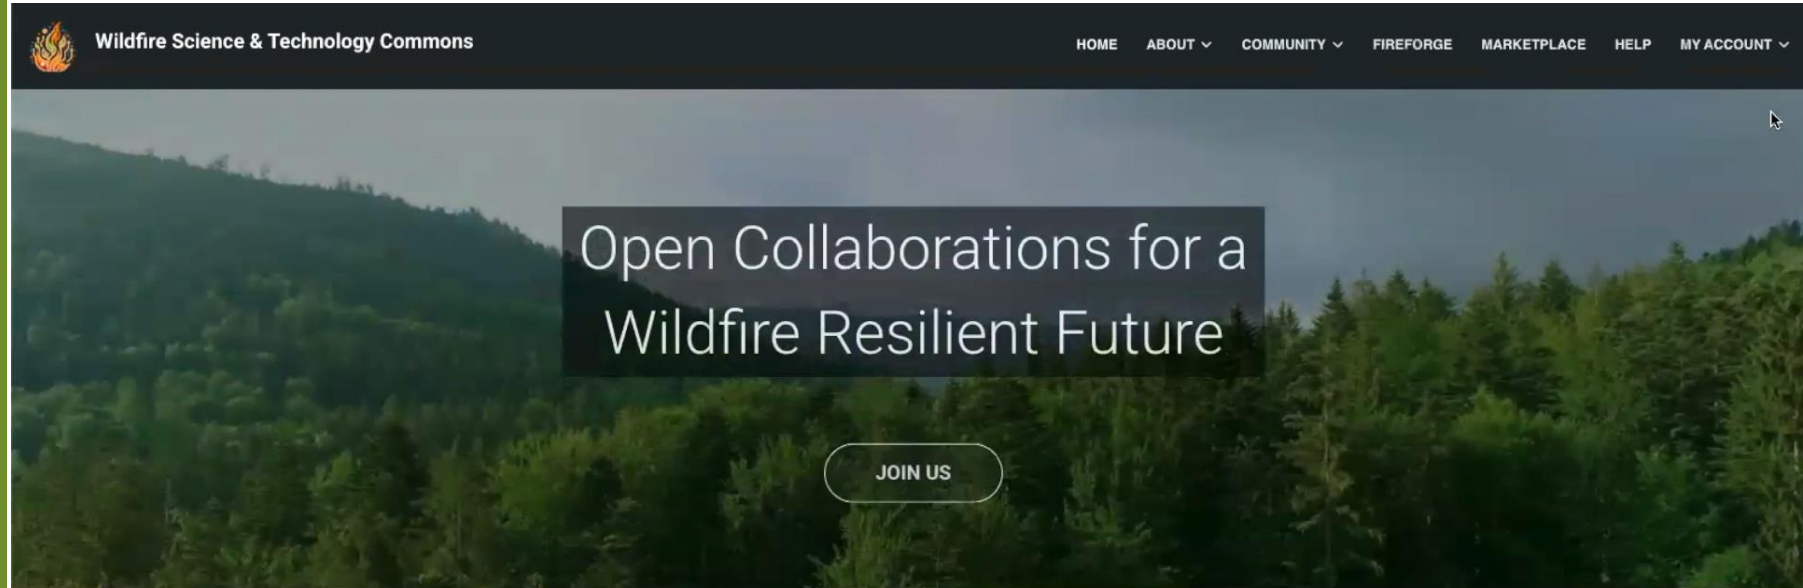 Wildfire Science & Technology Commons
HOME ABOUT COMMUNITY FIREFORGE MARKETPLACE HELP MY ACCOUNT
Open Collaborations for a
Wildfire Resilient Future
JOIN US